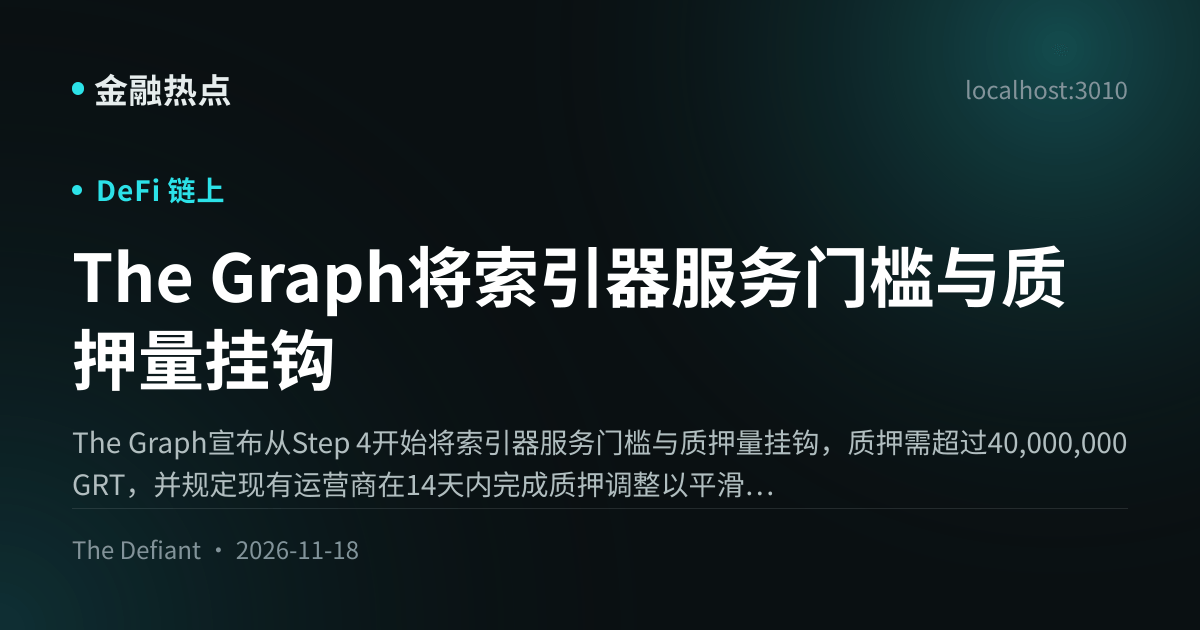 金融热点
localhost:3010
DeFi 链上
The Graph将索引器服务门槛与质
押量挂钩
The Graph宣布从Step 4开始将索引器服务门槛与质押量挂钩，质押需超过40,000,000
GRT，并规定现有运营商在14天内完成质押调整以平滑…
The Defiant · 2026-11-18